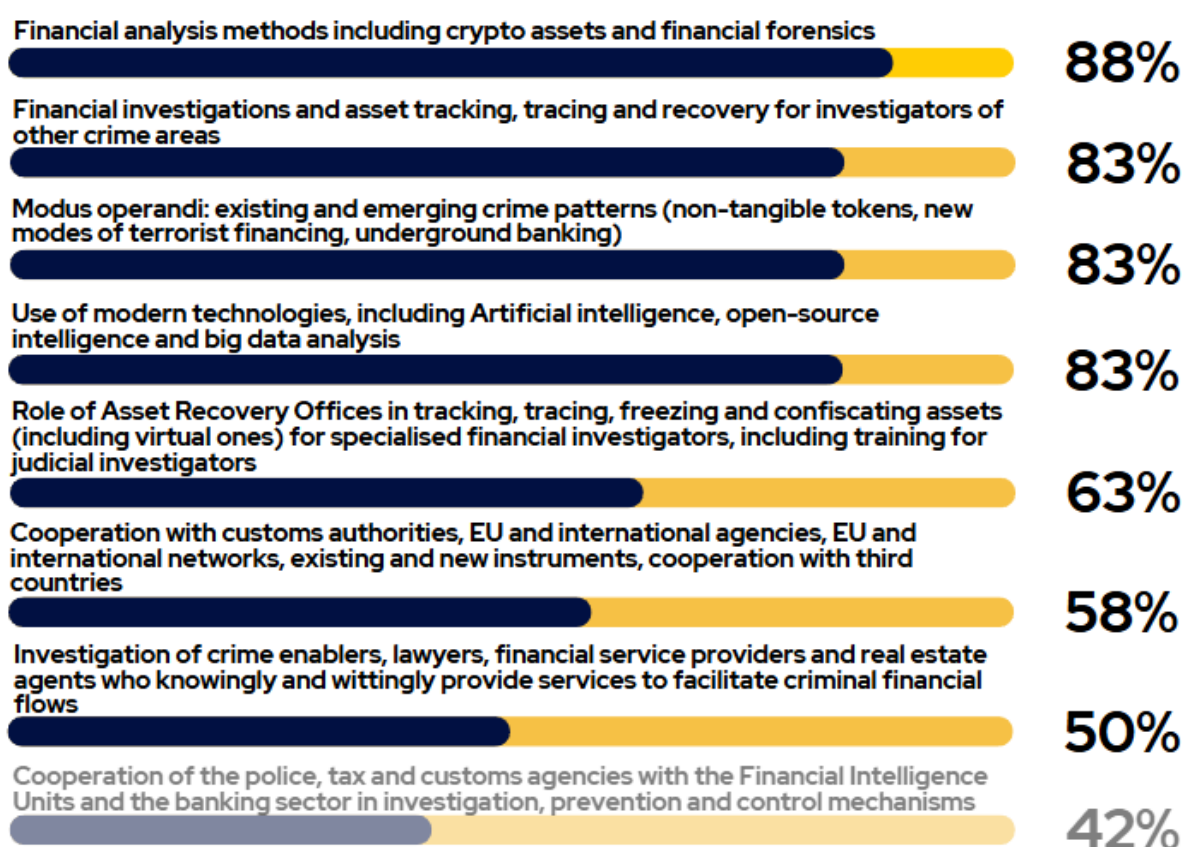 Financial analysis methods including crypto assets and financial forensics
88%
Financial investigations and asset tracking, tracing and recovery for investigators of
other crime areas
83%
Modus operandi: existing and emerging crime patterns (non-tangible tokens, new
modes of terrorist financing, underground banking)
83%
Use of modern technologies, including Artificial intelligence, open-source
intelligence and big data analysis
83%
Role of Asset Recovery Offices in tracking, tracing, freezing and confiscating assets
(including virtual ones) for specialised financial investigators, including training for
judicial investigators
63%
Cooperation with customs authorities, EU and international agencies, EU and
international networks, existing and new instruments, cooperation with third
countries
58%
Investigation of crime enablers, lawyers, financial service providers and real estate
agents who knowingly and wittingly provide services to facilitate criminal financial
flows
50%
Cooperation of the police, tax and customs agencies with the Financial Intelligence
Units and the banking sector in investigation, prevention and control mechanisms
42%